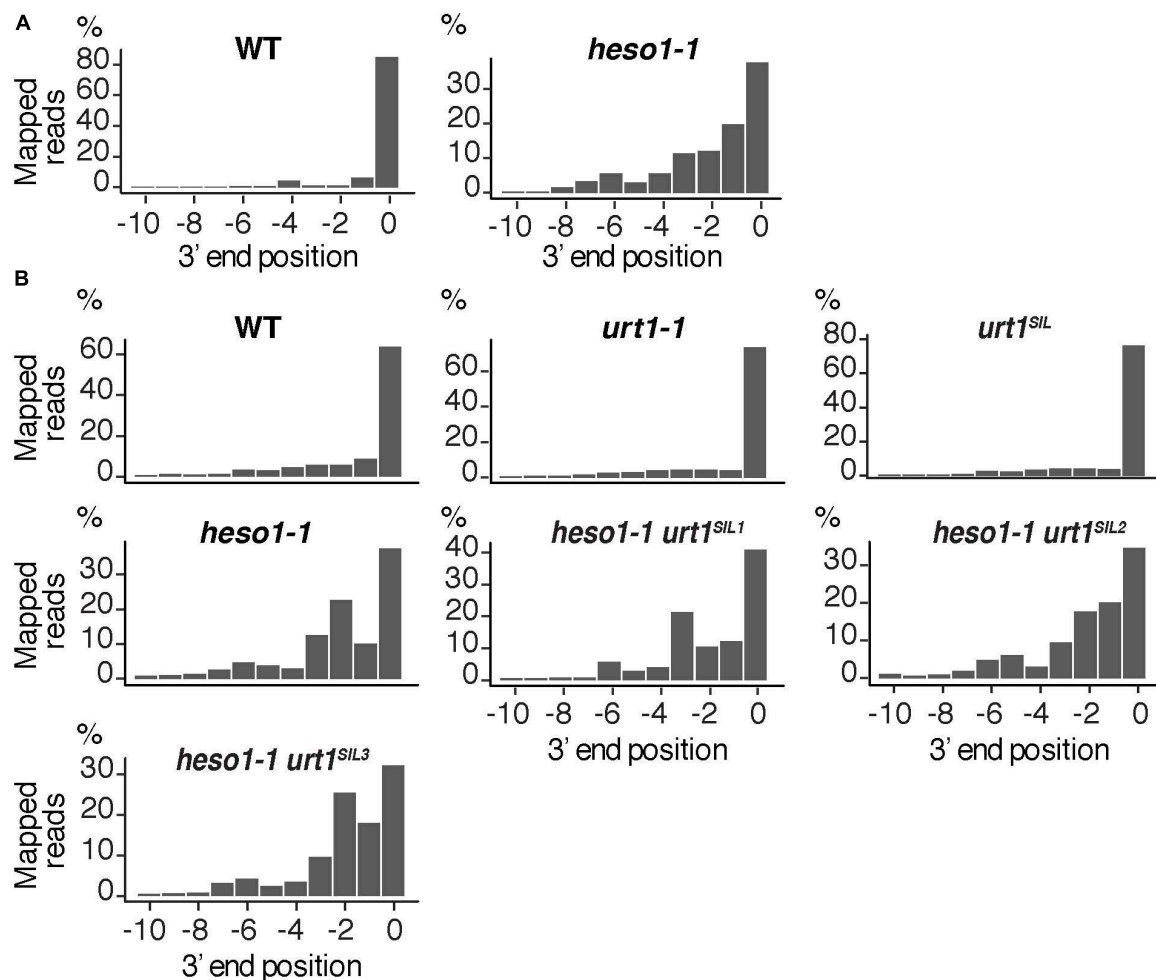 A
%
WT
80
60
40
20
0
Mapped
reads
-10 -8 -6 -4 -2 0
3' end position
%
heso1-1
30
20
10
0
-10 -8 -6 -4 -2 0
3' end position
B
%
WT
60
40
20
0
Mapped
reads
%
urt1-1
60
40
20
0
%
urt1SIL
80
60
40
20
0
%
heso1-1
30
20
10
0
Mapped
reads
%
heso1-1 urt1SIL1
40
30
20
10
0
-10 -8 -6 -4 -2 0
3' end position
%
heso1-1 urt1SIL2
30
20
10
0
-10 -8 -6 -4 -2 0
3' end position
%
heso1-1 urt1SIL3
30
20
10
0
Mapped
reads
-10 -8 -6 -4 -2 0
3' end position